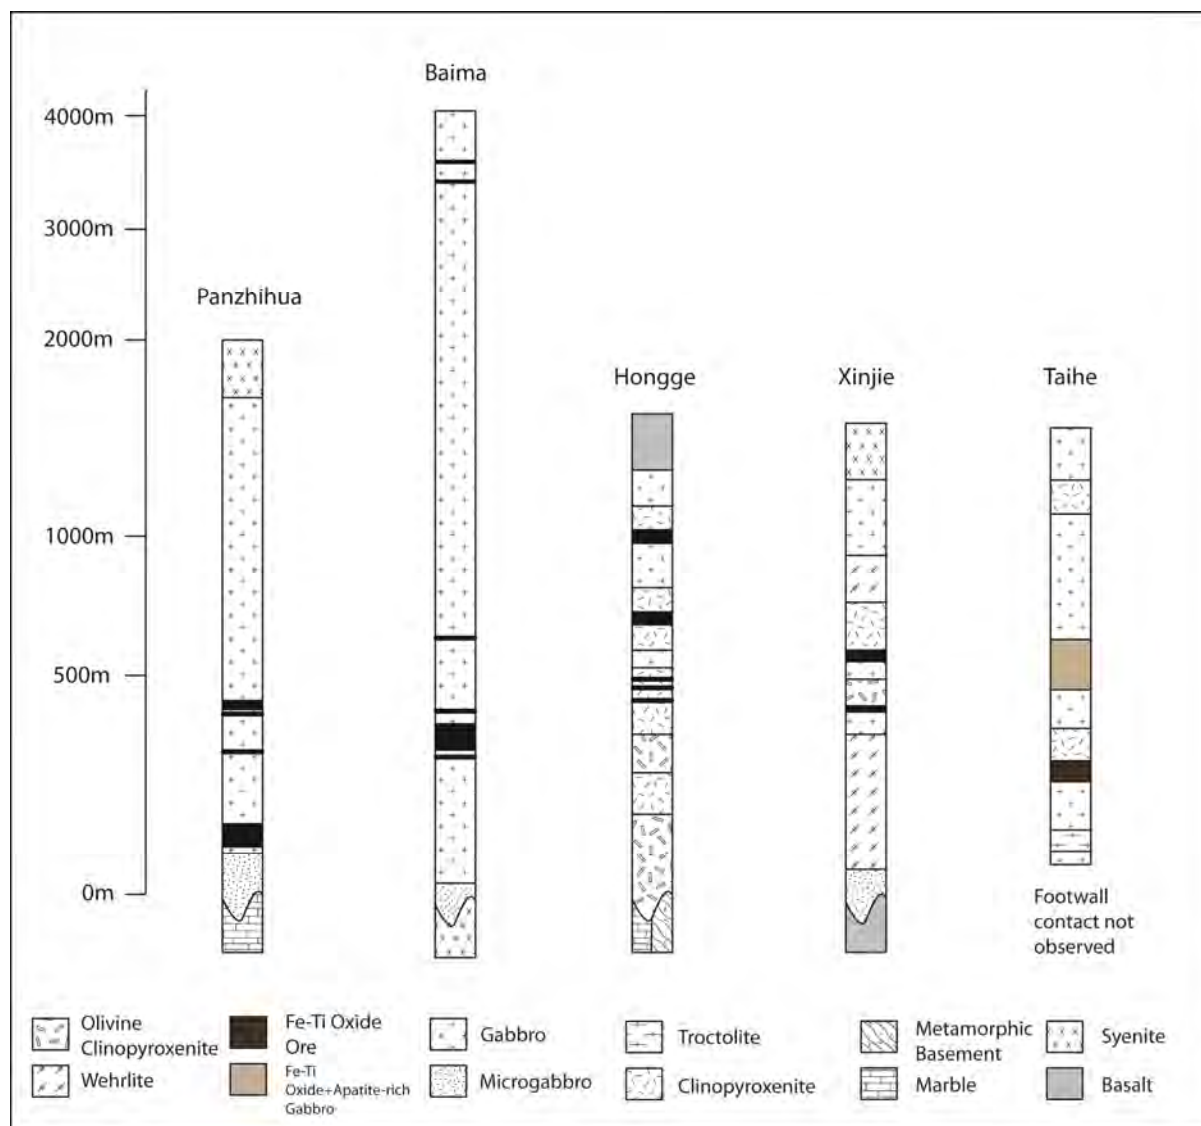 Baima
4000m
3000m
Panzhihua
2000m
Hongge
Xinjie
Taihe
1000m
500m
0m
Footwall
contact not
observed
Olivine
Clinopyroxenite
Fe-Ti Oxide
Ore
Gabbro
Troctolite
Metamorphic
Basement
Syenite
Wehrlite
Fe-Ti
Oxide+Apatite-rich
Gabbro
Microgabbro
Clinopyroxenite
Marble
Basalt